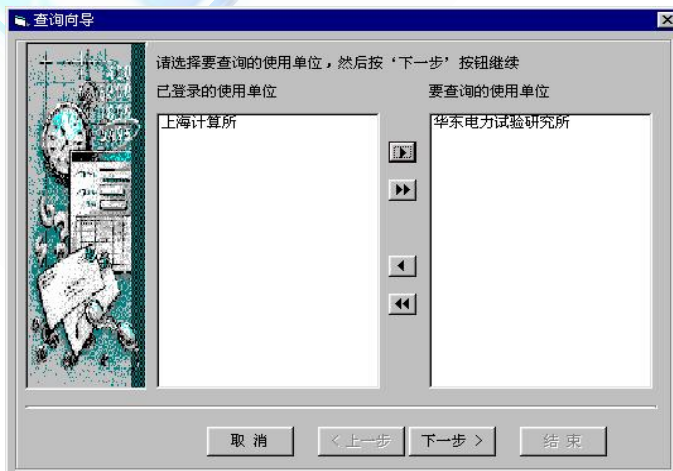 查询向导
请选择要查询的使用单位，然后按‘下一步’按钮继续
已登录的使用单位
要查询的使用单位
上海计算所
华东电力试验研究所
取 消
< 上一步
下一步 >
结 束